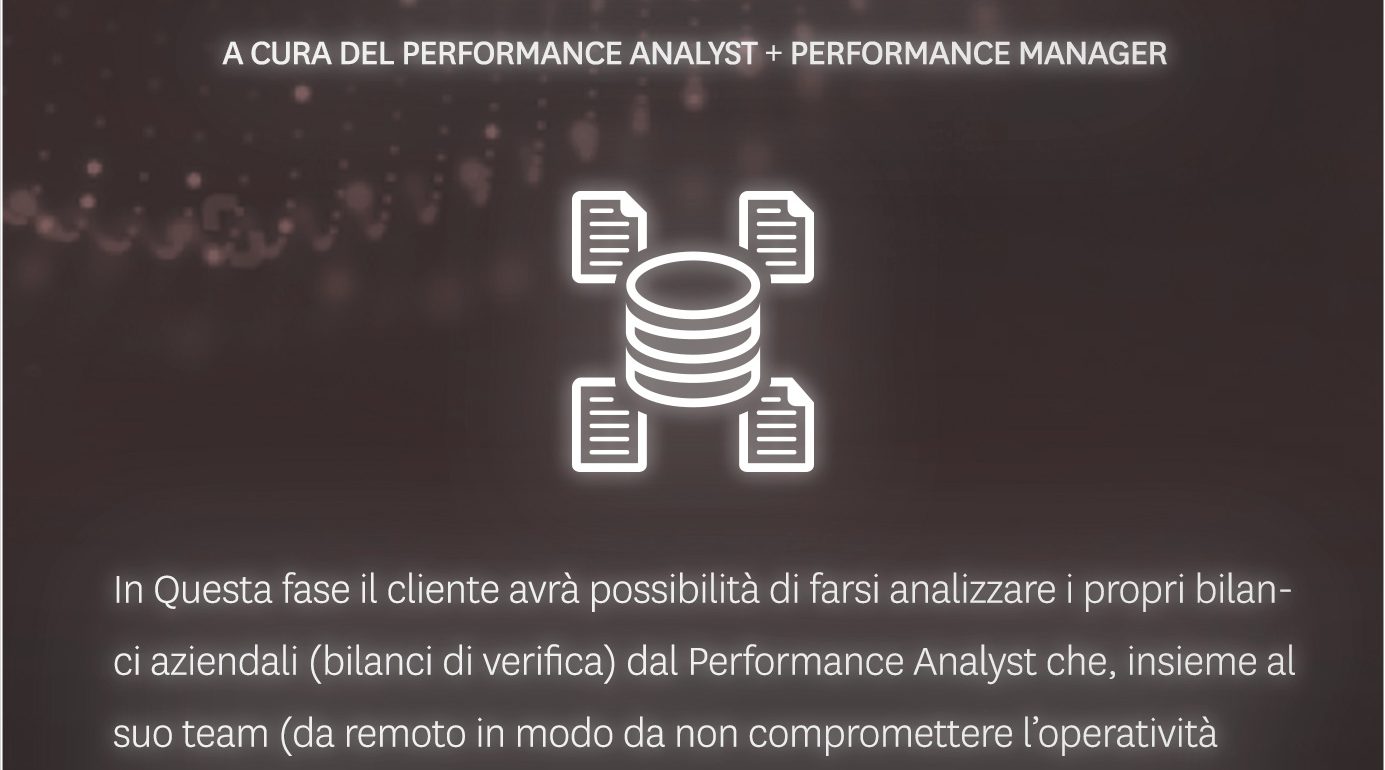 A CURA DEL PERFORMANCE ANALYST + PERFORMANCE MANAGER
In Questa fase il cliente avrà possibilità di farsi analizzare i propri bilan-
ci aziendali (bilanci di verifica) dal Performance Analyst che, insieme al
suo team (da remoto in modo da non compromettere l’operatività